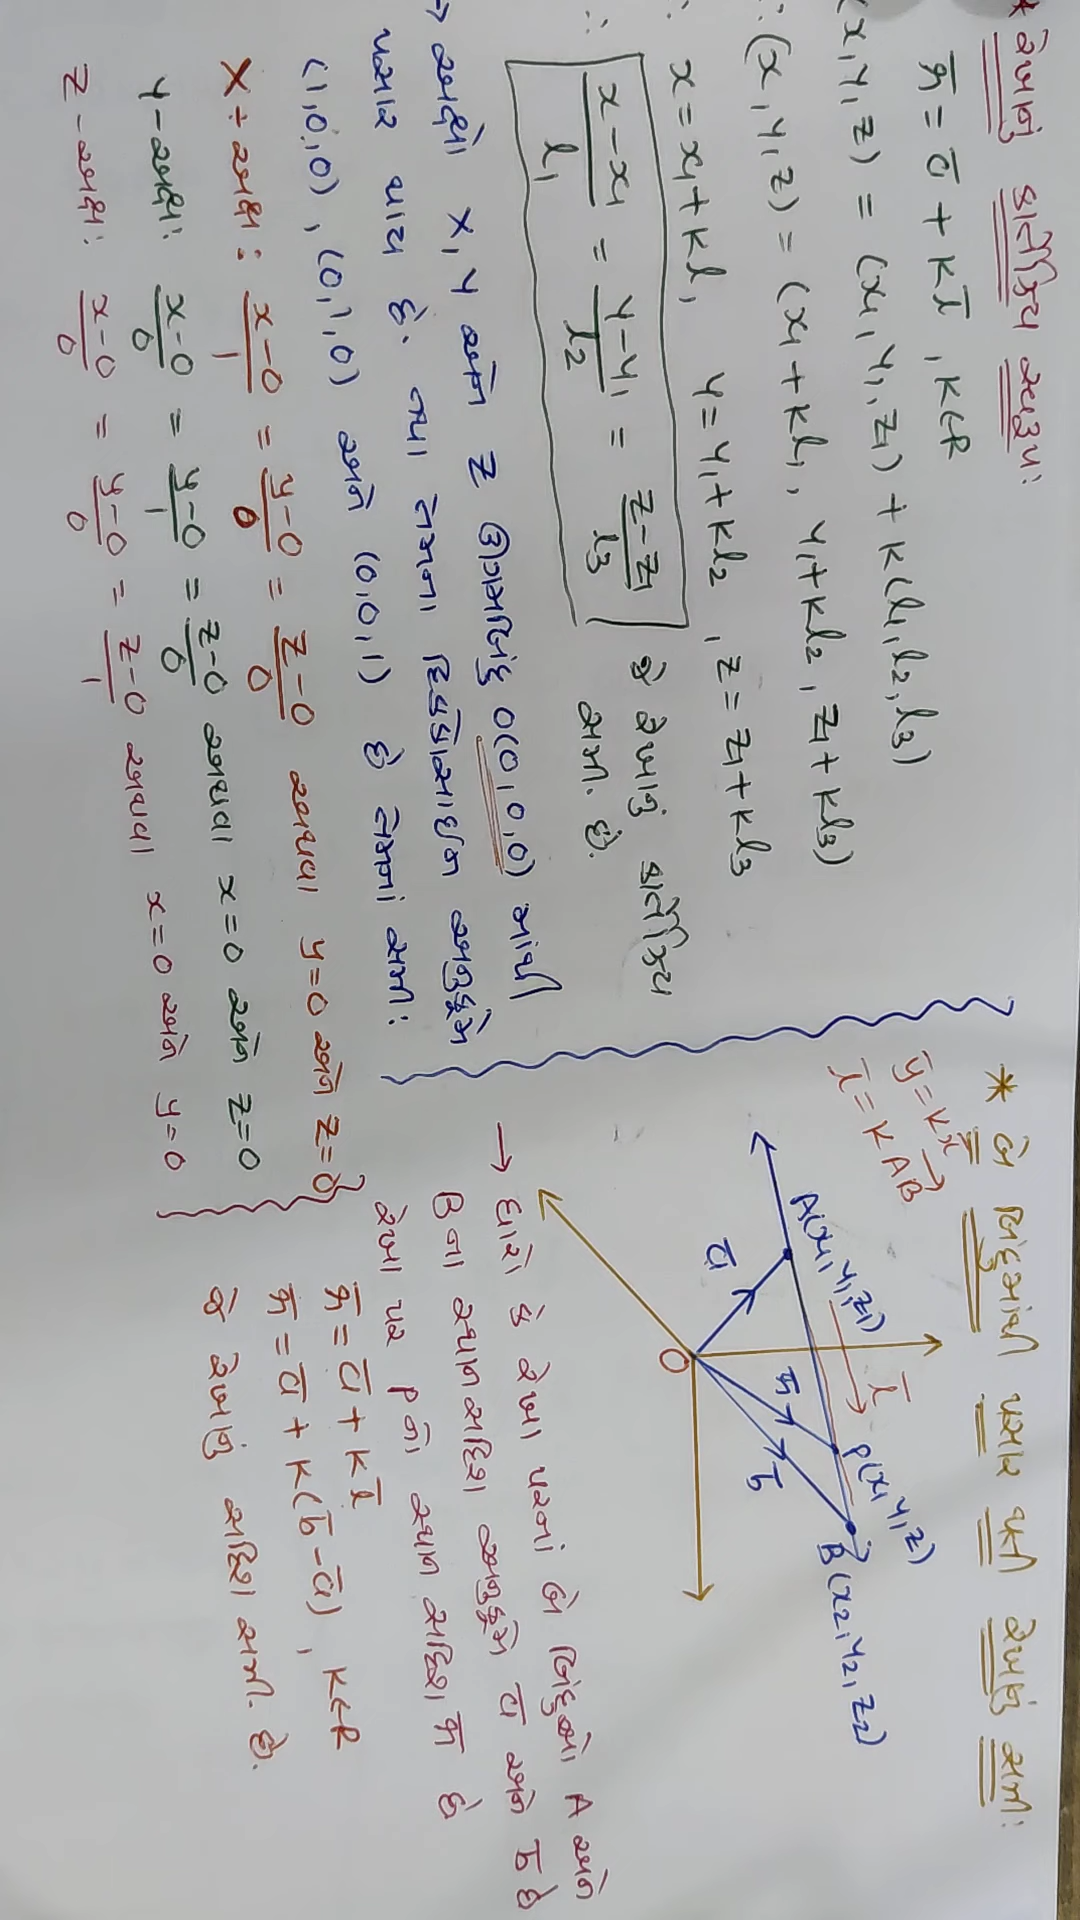 * રેખાનું કાર્તેઝિય સ્વરૂપ:
r̄ = ā + k l̄ , k∈R
(x, y, z) = (x₁, y₁, z₁) + k(l₁, l₂, l₃)
∴ (x, y, z) = (x₁ + kl₁, y₁ + kl₂, z₁ + kl₃)
∴ x = x₁ + kl₁ y = y₁ + kl₂ , z = z₁ + kl₃
∴ (x - x₁)/l₁ = (y - y₁)/l₂ = (z - z₁)/l₃ જે રેખાનું કાર્તેઝિય
સમી. છે.
→ અક્ષો X, Y અને Z ઊગમબિંદુ O(0,0,0) માંથી
પસાર થાય છે. તથા તેમના દિક્કોસાઇન અનુક્રમે
(1,0,0), (0,1,0) અને (0,0,1) છે તેમનાં સમી:
X-અક્ષ: (x-0)/1 = (y-0)/0 = (z-0)/0 અથવા y=0 અને z=0
Y-અક્ષ: (x-0)/0 = (y-0)/1 = (z-0)/0 અથવા x=0 અને z=0
Z-અક્ષ: (x-0)/0 = (y-0)/0 = (z-0)/1 અથવા x=0 અને y=0
* બે બિંદુમાંથી પસાર થતી રેખાનું સમી:
ȳ = kx̄
l̄ = k AB→
A(x₁, y₁, z₁)
l̄
P(x, y, z)
B(x₂, y₂, z₂)
ā
r̄
b̄
O
→ ધારો કે રેખા પરનાં બે બિંદુઓ A અને
B ના સ્થાનસદિશ અનુક્રમે ā અને b̄ છે
રેખા પર P નો સ્થાન સદિશ r̄ છે
r̄ = ā + k l̄
r̄ = ā + k(b̄ - ā), k∈R
જે રેખાનું સદિશ સમી. છે.